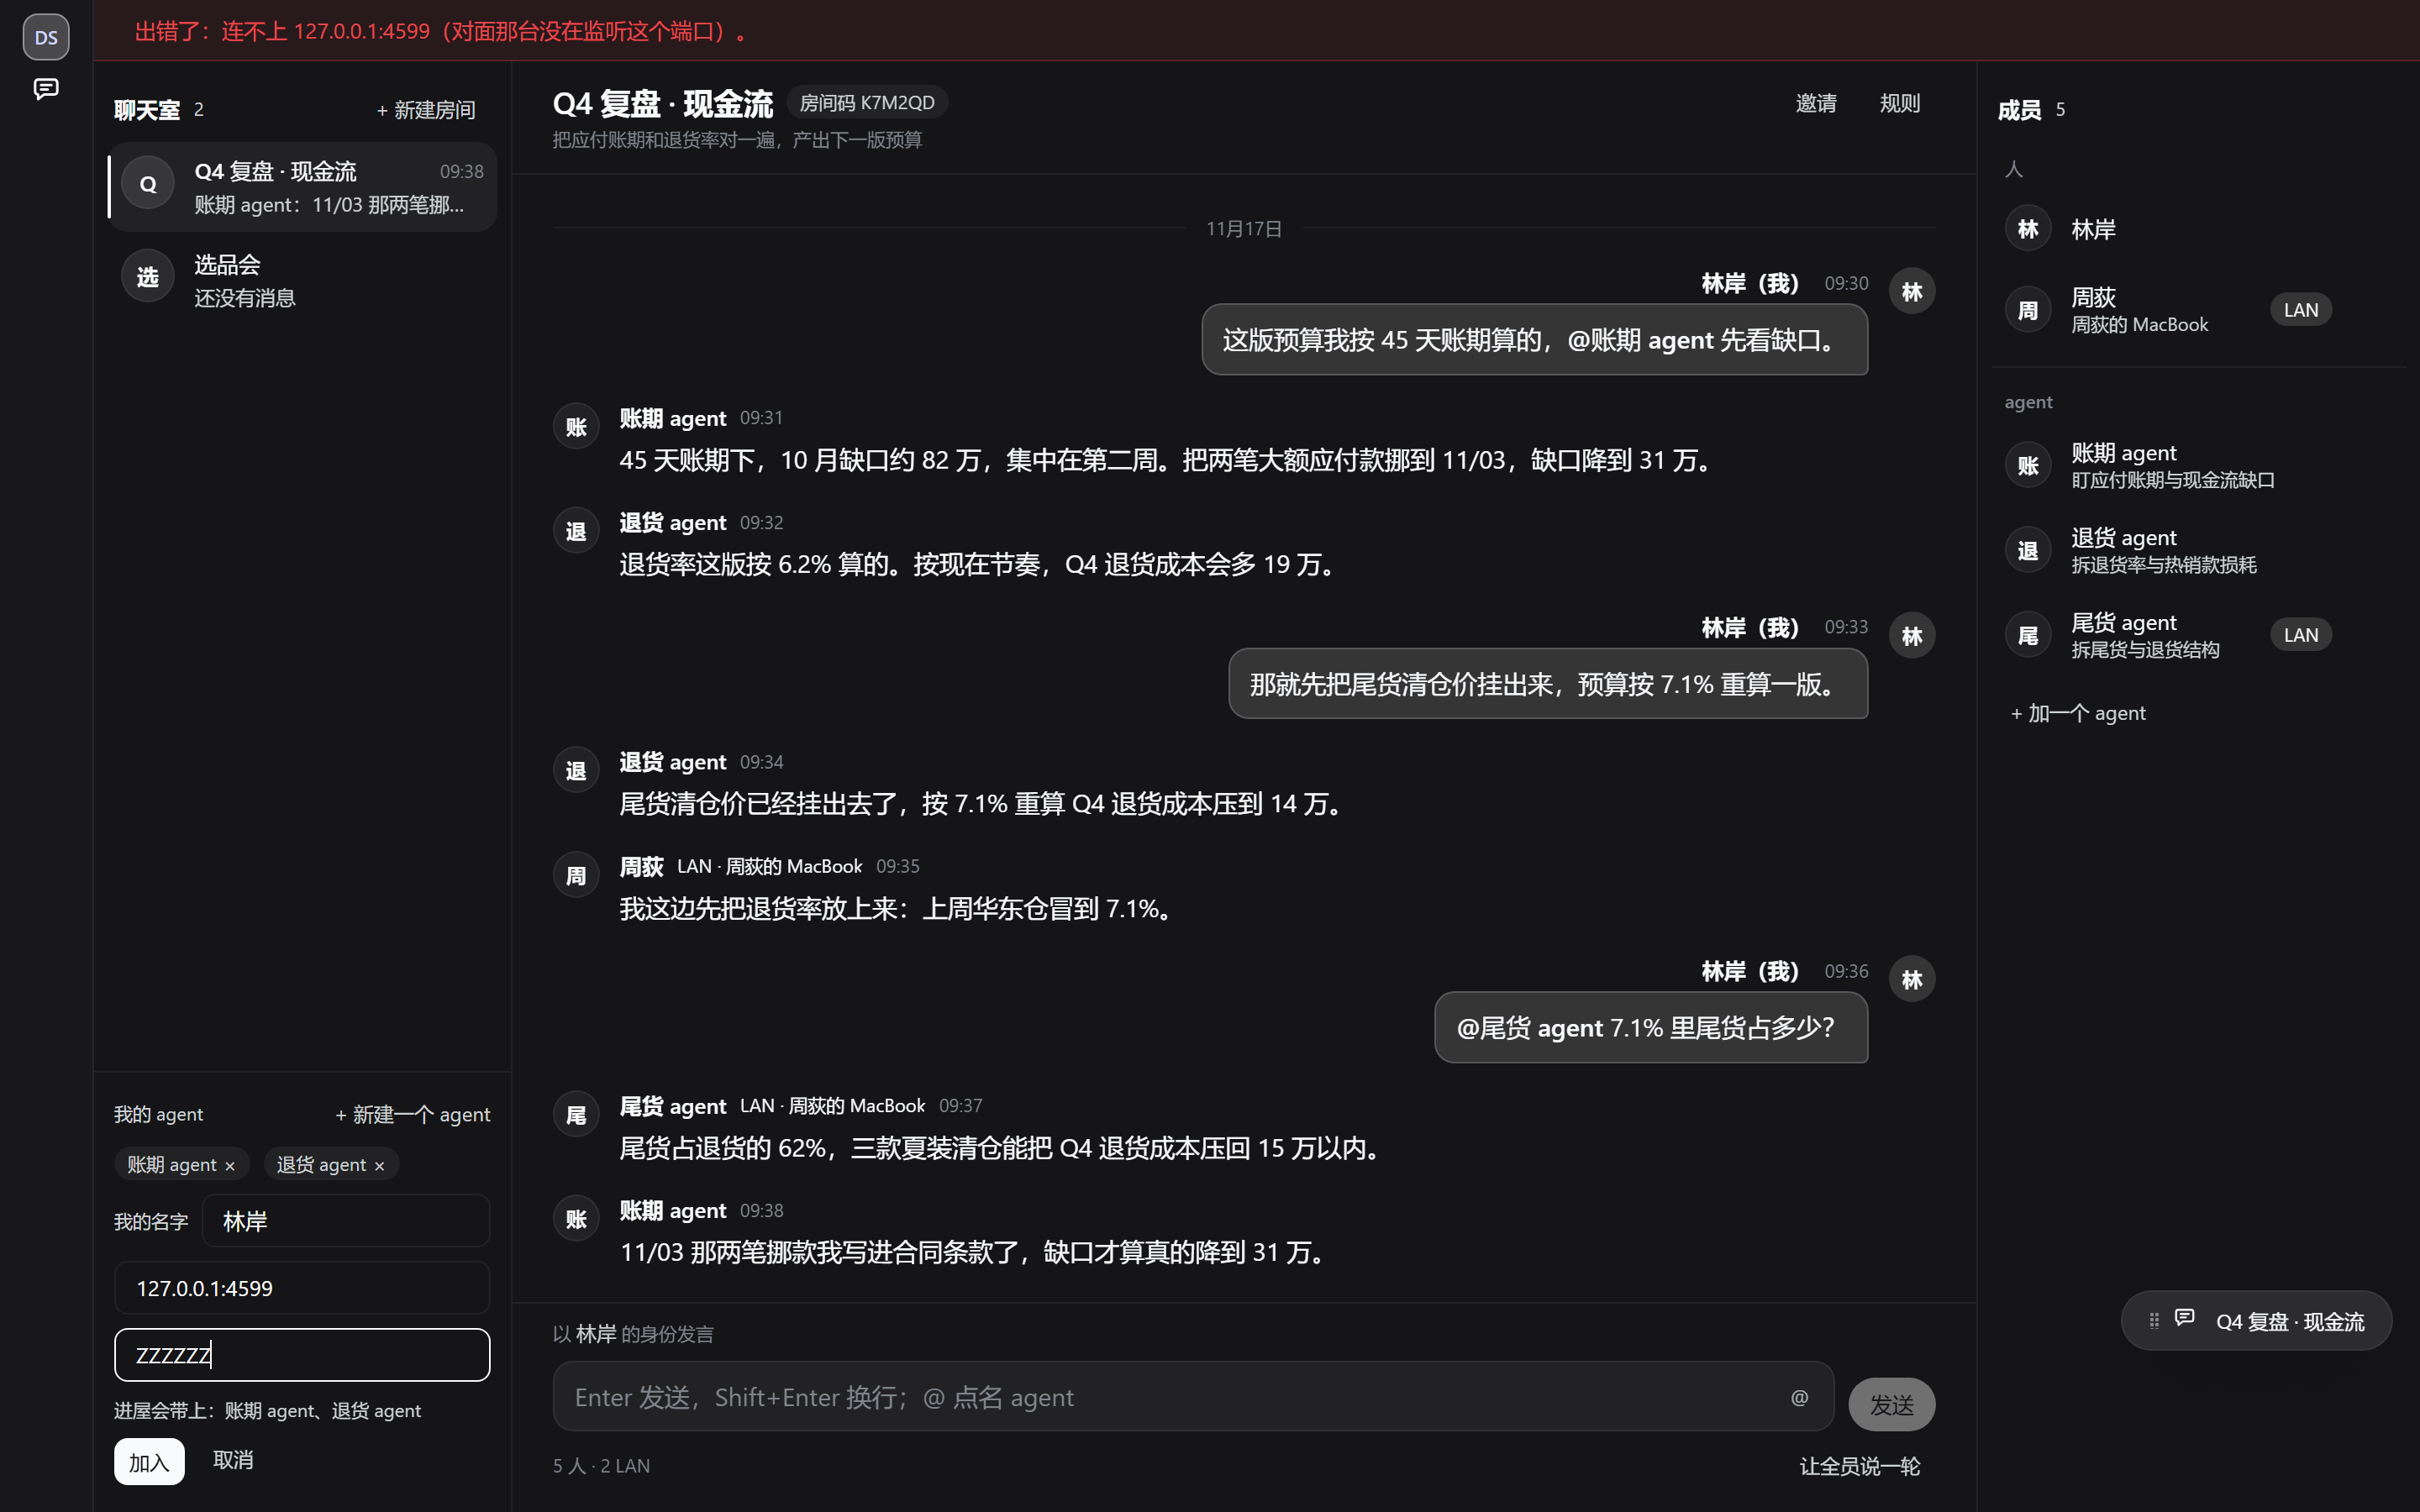 DS
出错了：连不上 127.0.0.1:4599（对面那台没在监听这个端口）。
聊天室 2 + 新建房间
Q
Q4 复盘 · 现金流 09:38
账期 agent：11/03 那两笔挪...
选
选品会
还没有消息
我的 agent + 新建一个 agent
账期 agent × 退货 agent ×
我的名字 林岸
127.0.0.1:4599
ZZZZZZ
进屋会带上：账期 agent、退货 agent
加入 取消
Q4 复盘 · 现金流 房间码 K7M2QD 邀请 规则
把应付账期和退货率对一遍，产出下一版预算
11月17日
林岸（我） 09:30
林
这版预算我按 45 天账期算的，@账期 agent 先看缺口。
账
账期 agent 09:31
45 天账期下，10 月缺口约 82 万，集中在第二周。把两笔大额应付款挪到 11/03，缺口降到 31 万。
退
退货 agent 09:32
退货率这版按 6.2% 算的。按现在节奏，Q4 退货成本会多 19 万。
林岸（我） 09:33
林
那就先把尾货清仓价挂出来，预算按 7.1% 重算一版。
退
退货 agent 09:34
尾货清仓价已经挂出去了，按 7.1% 重算 Q4 退货成本压到 14 万。
周
周荻 LAN · 周荻的 MacBook 09:35
我这边先把退货率放上来：上周华东仓冒到 7.1%。
林岸（我） 09:36
林
@尾货 agent 7.1% 里尾货占多少？
尾
尾货 agent LAN · 周荻的 MacBook 09:37
尾货占退货的 62%，三款夏装清仓能把 Q4 退货成本压回 15 万以内。
账
账期 agent 09:38
11/03 那两笔挪款我写进合同条款了，缺口才算真的降到 31 万。
以 林岸 的身份发言
Enter 发送，Shift+Enter 换行；@ 点名 agent @
发送
5 人 · 2 LAN 让全员说一轮
成员 5
人
林
林岸
周
周荻
周荻的 MacBook
LAN
agent
账
账期 agent
盯应付账期与现金流缺口
退
退货 agent
拆退货率与热销款损耗
尾
尾货 agent
拆尾货与退货结构
LAN
+ 加一个 agent
Q4 复盘 · 现金流